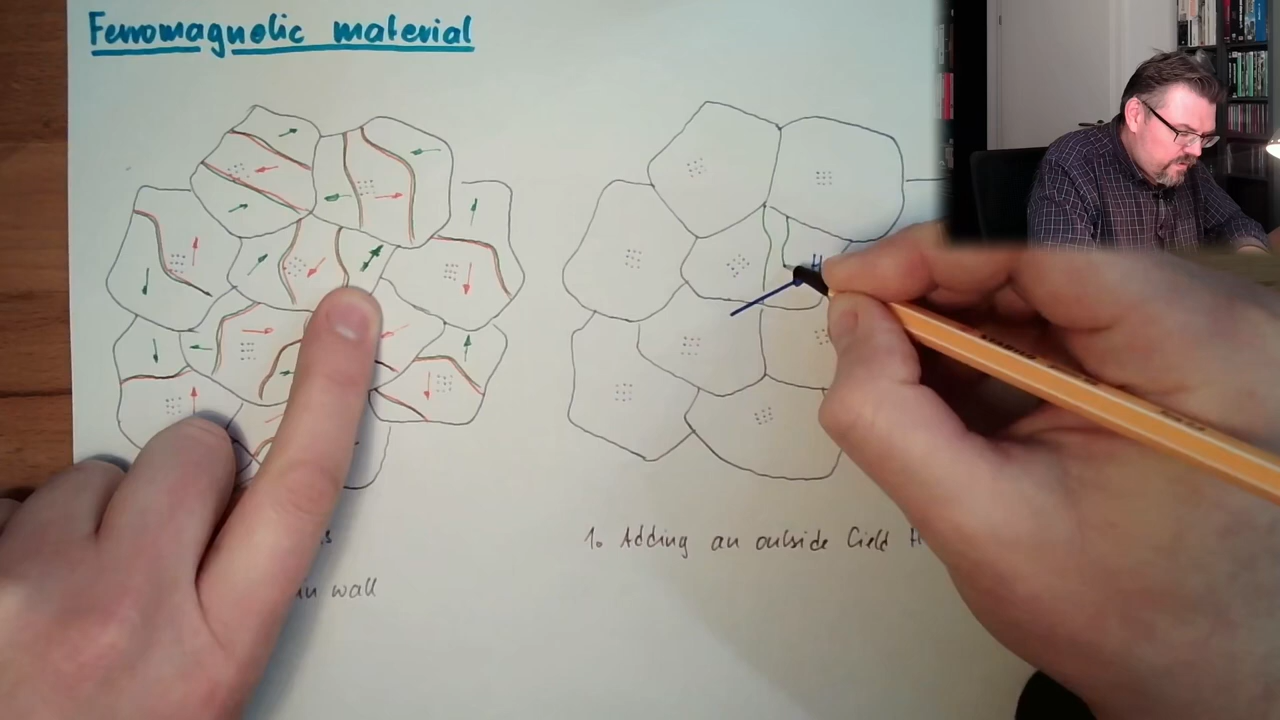 Ferromagnetic material
H
1. Adding an outside field H
wall